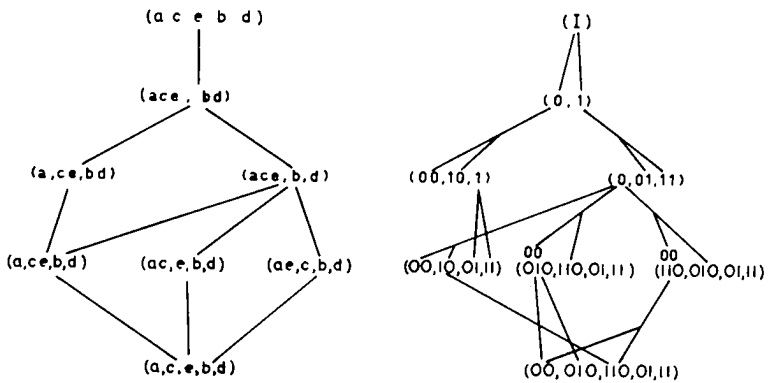 (a c e b d)
(I)
(ace, bd)
(0,1)
(a,ce,bd)
(ace,b,d)
(00,10,1)
(0,01,11)
(a,ce,b,d)
(ac,e,b,d)
(ae,c,b,d)
(00,10,01,11)
00
(010,110,01,11)
00
(110,010,01,11)
(a,c,e,b,d)
(00,010,110,01,11)